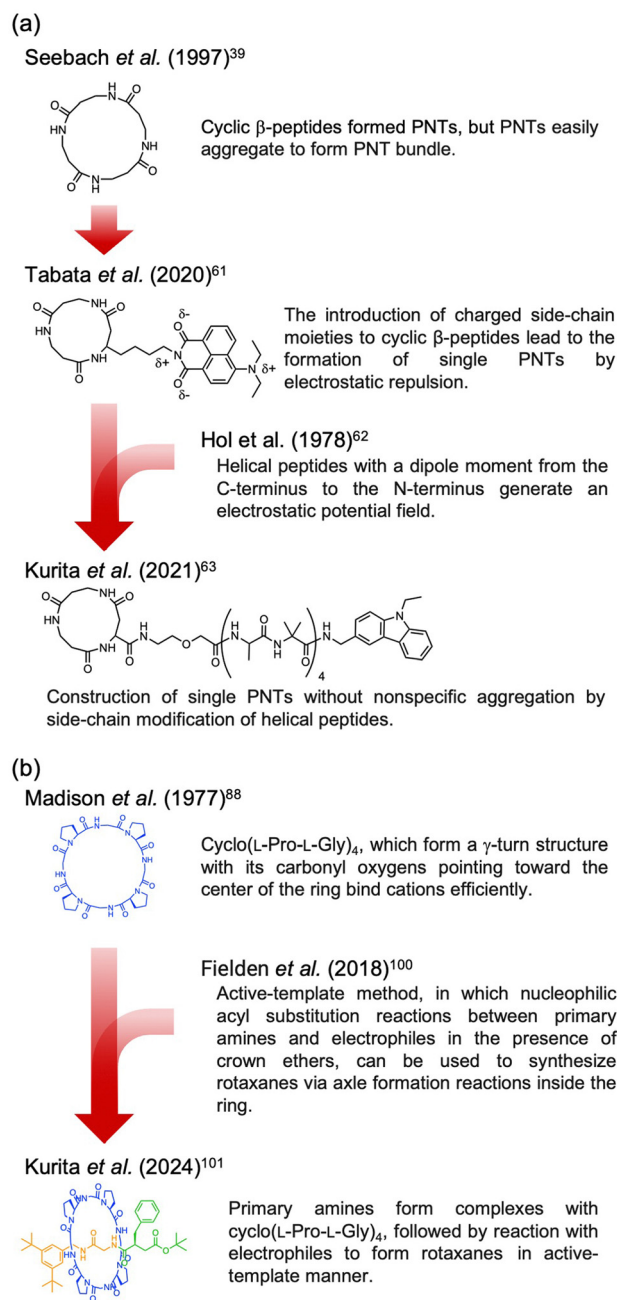 (a)
Seebach et al. (1997)39
Cyclic β-peptides formed PNTs, but PNTs easily
aggregate to form PNT bundle.
Tabata et al. (2020)61
The introduction of charged side-chain
moieties to cyclic β-peptides lead to the
formation of single PNTs by
electrostatic repulsion.
Hol et al. (1978)62
Helical peptides with a dipole moment from the
C-terminus to the N-terminus generate an
electrostatic potential field.
Kurita et al. (2021)63
Construction of single PNTs without nonspecific aggregation by
side-chain modification of helical peptides.
(b)
Madison et al. (1977)88
Cyclo(L-Pro-L-Gly)4, which form a γ-turn structure
with its carbonyl oxygens pointing toward the
center of the ring bind cations efficiently.
Fielden et al. (2018)100
Active-template method, in which nucleophilic
acyl substitution reactions between primary
amines and electrophiles in the presence of
crown ethers, can be used to synthesize
rotaxanes via axle formation reactions inside the
ring.
Kurita et al. (2024)101
Primary amines form complexes with
cyclo(L-Pro-L-Gly)4, followed by reaction with
electrophiles to form rotaxanes in active-
template manner.